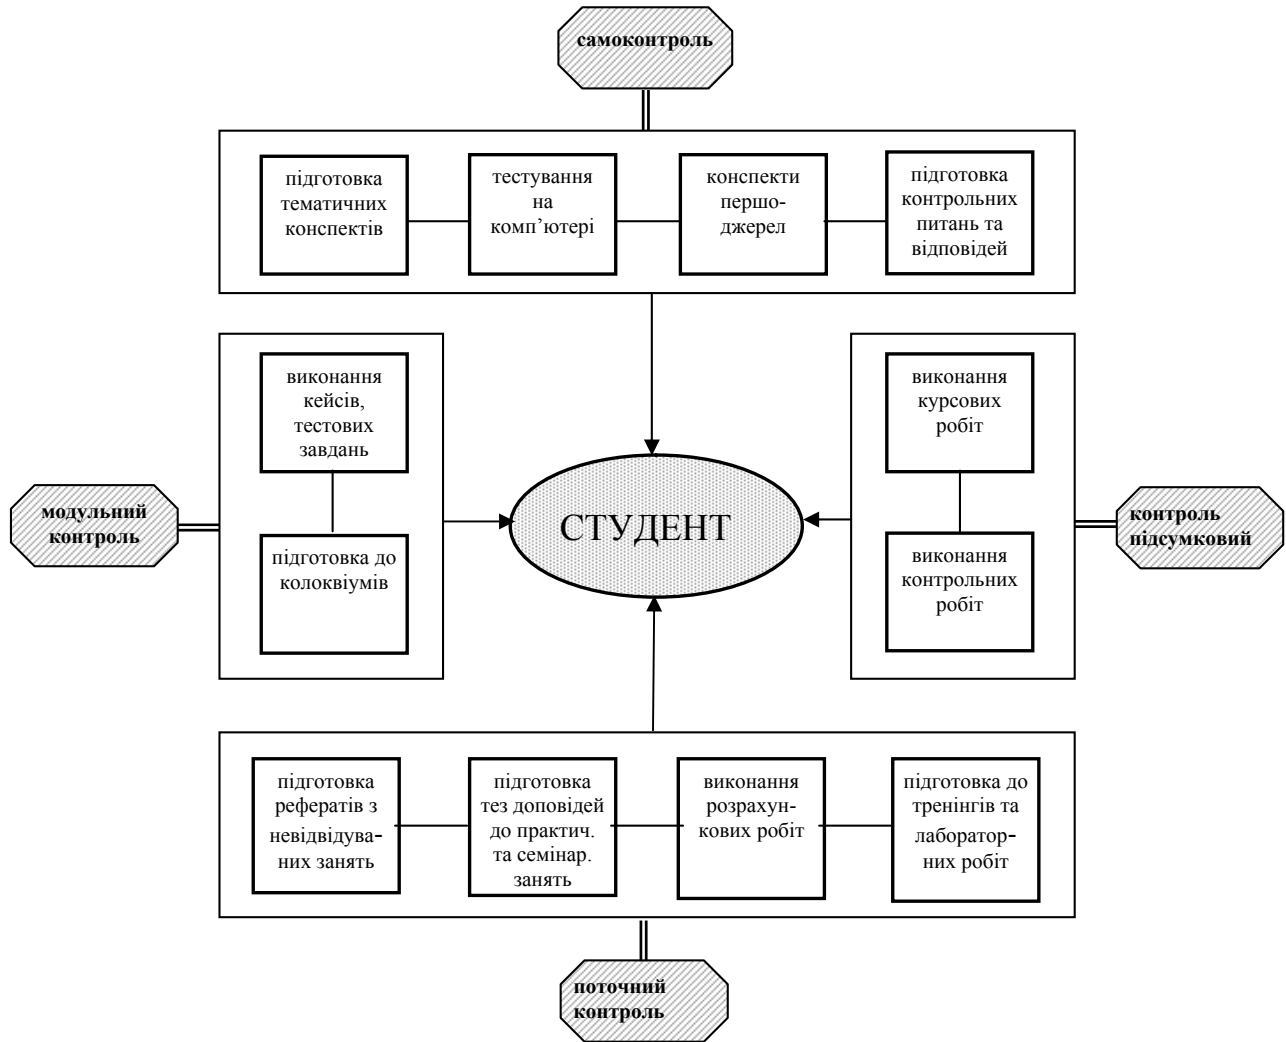 самоконтроль
підготовка
тематичних
конспектів
тестування
на
комп’ютері
конспекти
першо-
джерел
підготовка
контрольних
питань та
відповідей
виконання
кейсів,
тестових
завдань
підготовка до
колоквіумів
модульний
контроль
СТУДЕНТ
виконання
курсових
робіт
виконання
контрольних
робіт
контроль
підсумковий
підготовка
рефератів з
невідвідува-
них занять
підготовка
тез доповідей
до практич.
та семінар.
занять
виконання
розрахун-
кових робіт
підготовка до
тренінгів та
лаборатор-
них робіт
поточний
контроль